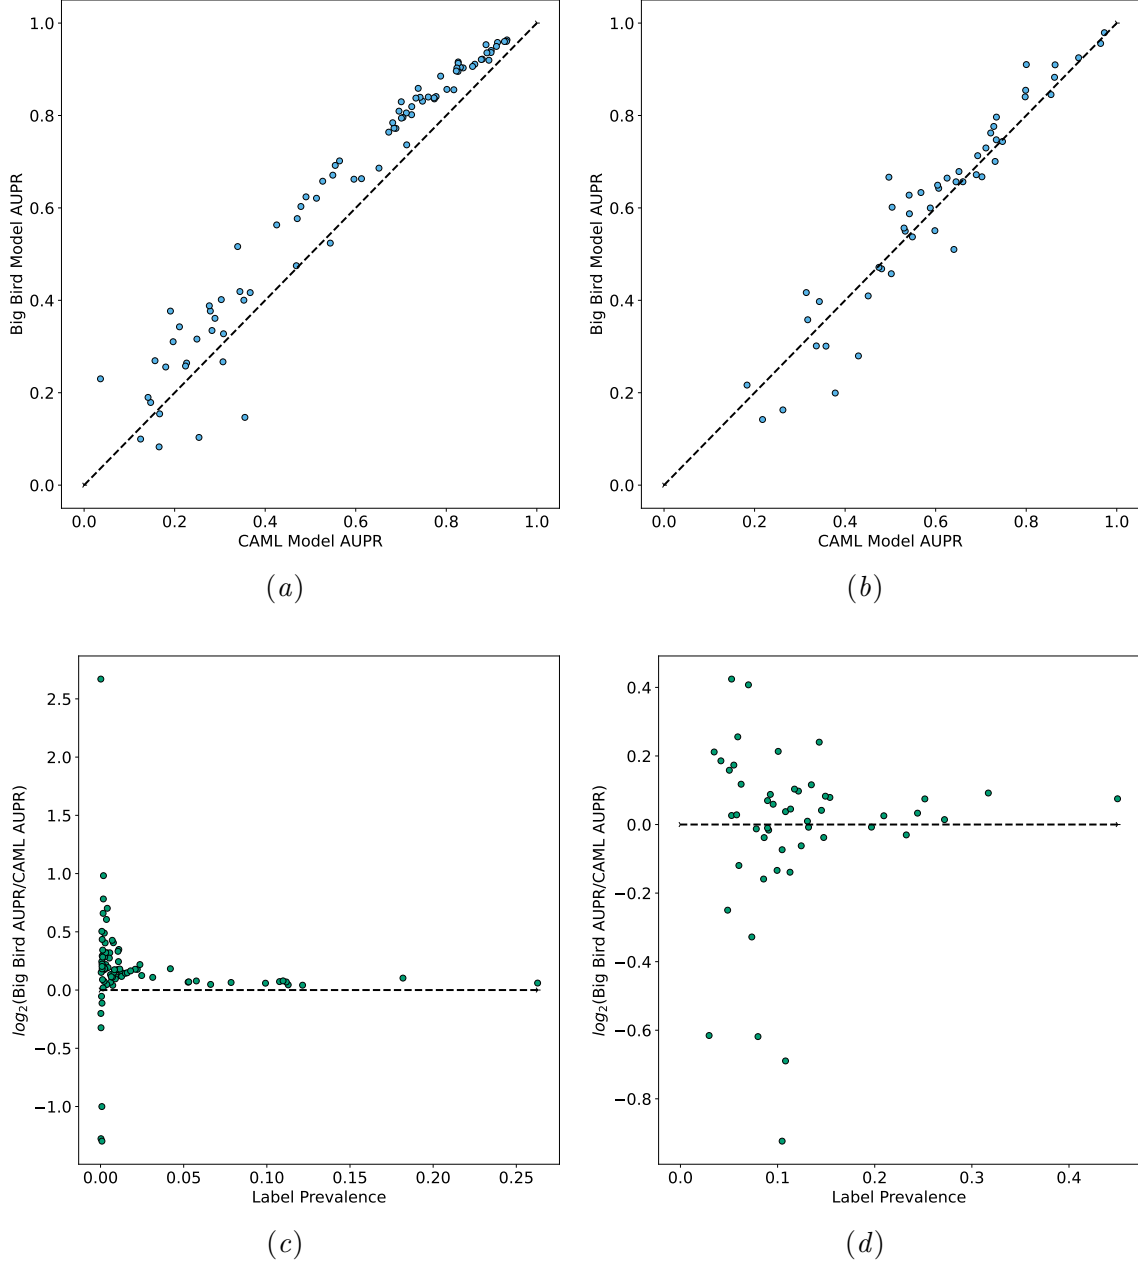 1.0
0.8
0.6
0.4
0.2
0.0
Big Bird Model AUPR
0.0 0.2 0.4 0.6 0.8 1.0
CAML Model AUPR
(a)
1.0
0.8
0.6
0.4
0.2
0.0
Big Bird Model AUPR
0.0 0.2 0.4 0.6 0.8 1.0
CAML Model AUPR
(b)
2.5
2.0
1.5
1.0
0.5
0.0
−0.5
−1.0
log₂(Big Bird AUPR/CAML AUPR)
0.00 0.05 0.10 0.15 0.20 0.25
Label Prevalence
(c)
0.4
0.2
0.0
−0.2
−0.4
−0.6
−0.8
log₂(Big Bird AUPR/CAML AUPR)
0.0 0.1 0.2 0.3 0.4
Label Prevalence
(d)